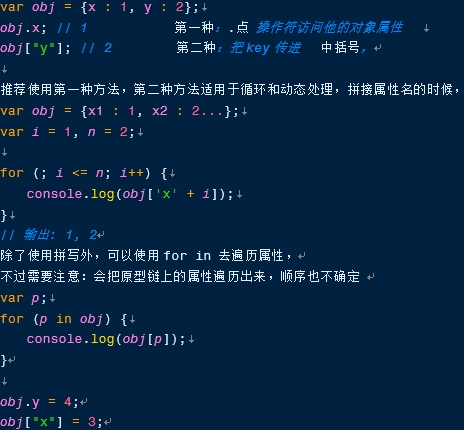 var obj = {x : 1, y : 2};
obj.x; // 1 第一种：.点 操作符访问他的对象属性
obj["y"]; // 2 第二种：把key传进 中括号，
推荐使用第一种方法，第二种方法适用于循环和动态处理，拼接属性名的时候，
var obj = {x1 : 1, x2 : 2...};
var i = 1, n = 2;
for (; i <= n; i++) {
console.log(obj['x' + i]);
}
// 输出: 1, 2
除了使用拼写外，可以使用for in 去遍历属性，
不过需要注意：会把原型链上的属性遍历出来，顺序也不确定
var p;
for (p in obj) {
console.log(obj[p]);
}
obj.y = 4;
obj["x"] = 3;